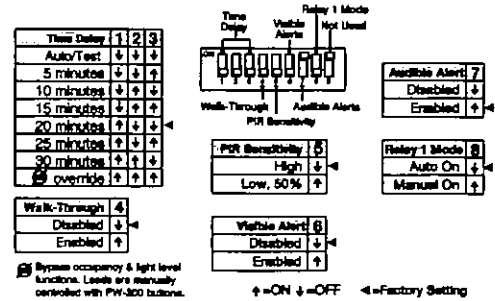 Time Delay
Relay 1 Mode
Visible Alerts
Not Used
ON
Walk-Through
Audible Alerts
PIR Sensitivity
Time Delay 1 2 3
Auto/Test ↓ ↓ ↓
5 minutes ↓ ↓ ↑
10 minutes ↓ ↑ ↓
15 minutes ↓ ↑ ↑
20 minutes ↑ ↓ ↓ ◄
25 minutes ↑ ↓ ↑
30 minutes ↑ ↑ ↓
override ↑ ↑ ↑
Walk-Through 4
Disabled ↓ ◄
Enabled ↑
PIR Sensitivity 5
High ↓ ◄
Low, 50% ↑
Visible Alert 6
Disabled ↓ ◄
Enabled ↑
Audible Alert 7
Disabled ↓
Enabled ↑ ◄
Relay 1 Mode 8
Auto On ↓ ◄
Manual On ↑
Bypass occupancy & light level
functions. Loads are manually
controlled with PW-300 buttons.
↑ =ON ↓ =OFF ◄ =Factory Setting